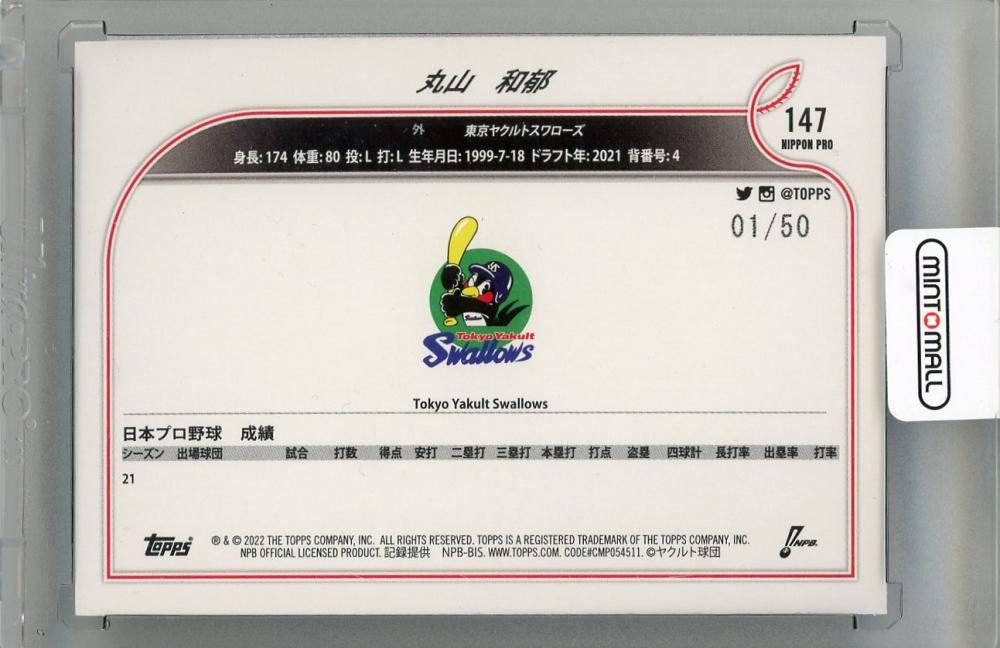 丸山 和郁
147
NIPPON PRO
外 東京ヤクルトスワローズ
身長: 174 体重: 80 投: L 打: L 生年月日: 1999-7-18 ドラフト年: 2021 背番号: 4
@TOPPS
01/50
YS
Swallows
Tokyo Yakult
Swallows
Tokyo Yakult Swallows
MINT MALL
日本プロ野球 成績
シーズン 出場球団 試合 打数 得点 安打 二塁打 三塁打 本塁打 打点 盗塁 四球計 長打率 出塁率 打率
21
Topps
® & © 2022 THE TOPPS COMPANY, INC. ALL RIGHTS RESERVED. TOPPS IS A REGISTERED TRADEMARK OF THE TOPPS COMPANY, INC.
NPB OFFICIAL LICENSED PRODUCT. 記録提供 NPB-BIS. WWW.TOPPS.COM. CODE#CMP054511. ©ヤクルト球団
NPB.